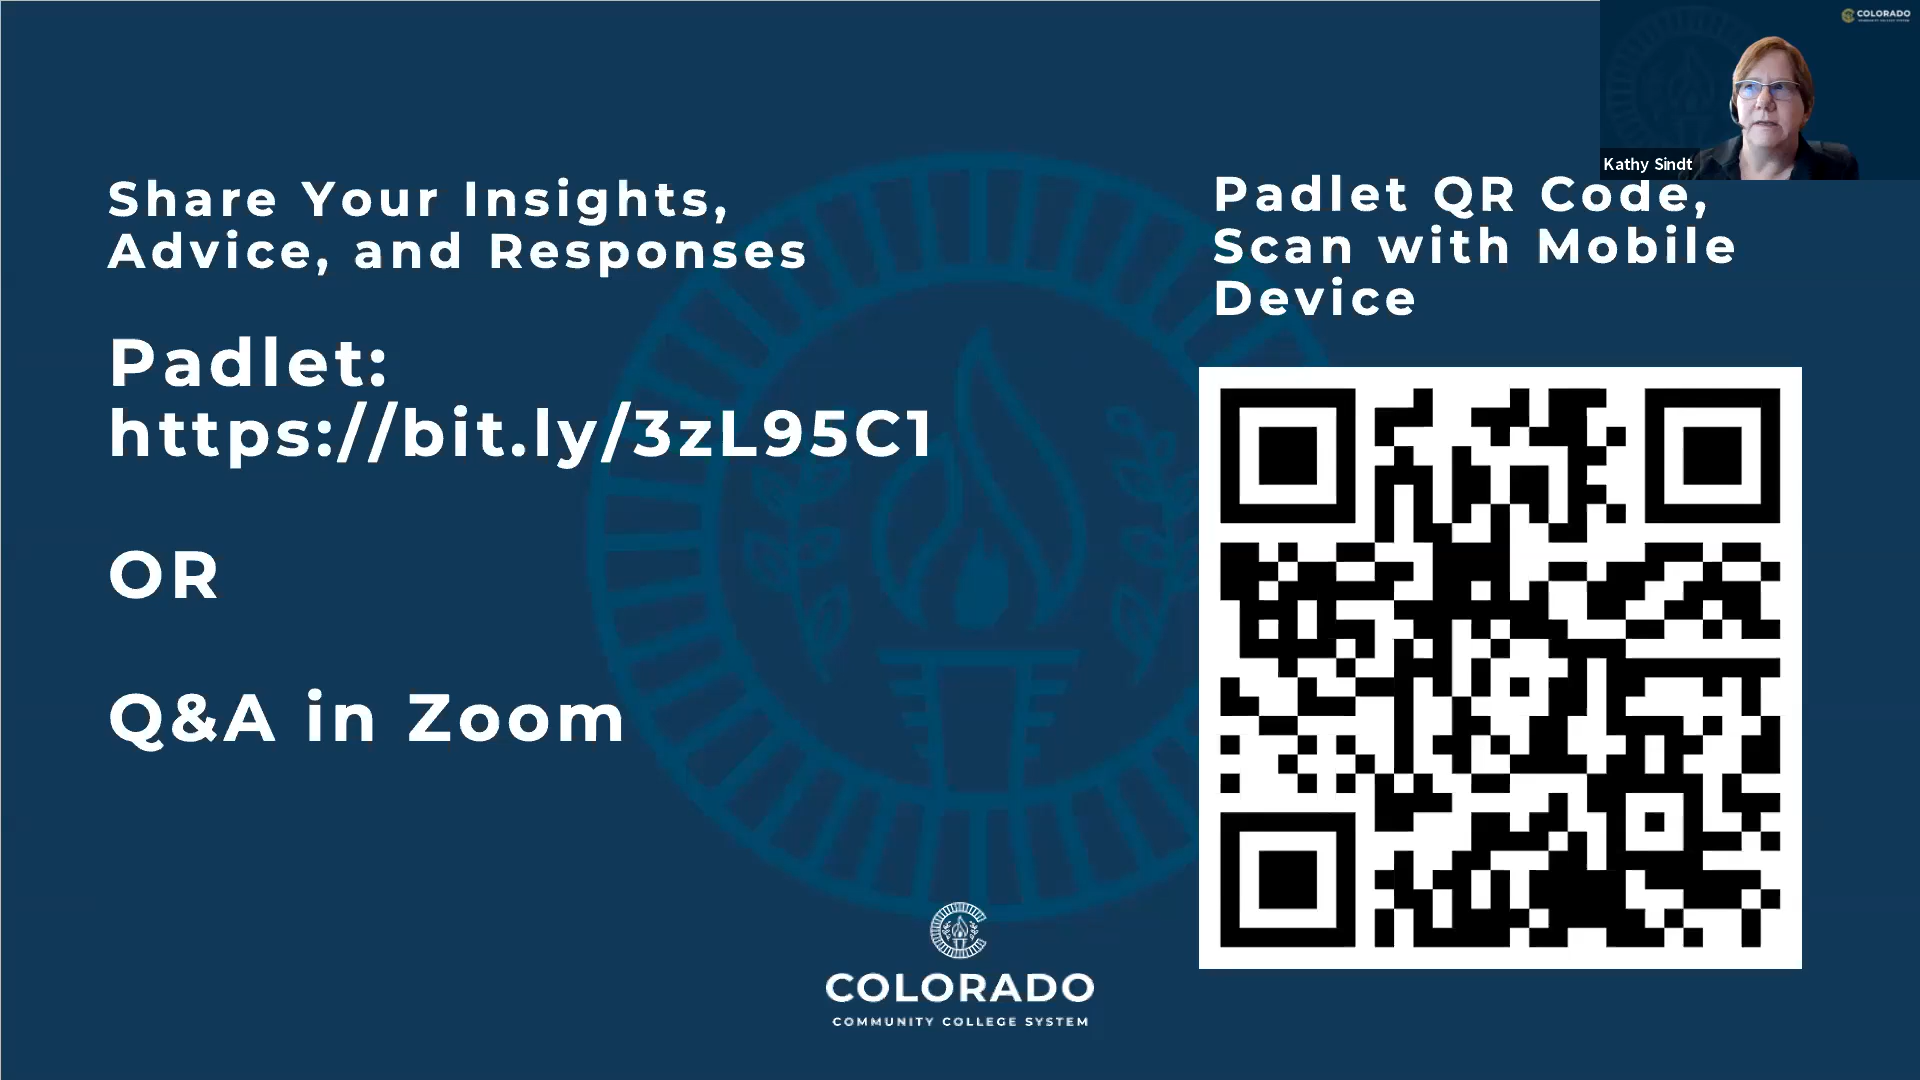 COLORADO
Kathy Sindt
Share Your Insights,
Advice, and Responses
Padlet:
https://bit.ly/3zL95C1
OR
Q&A in Zoom
Padlet QR Code,
Scan with Mobile
Device
COLORADO
COMMUNITY COLLEGE SYSTEM